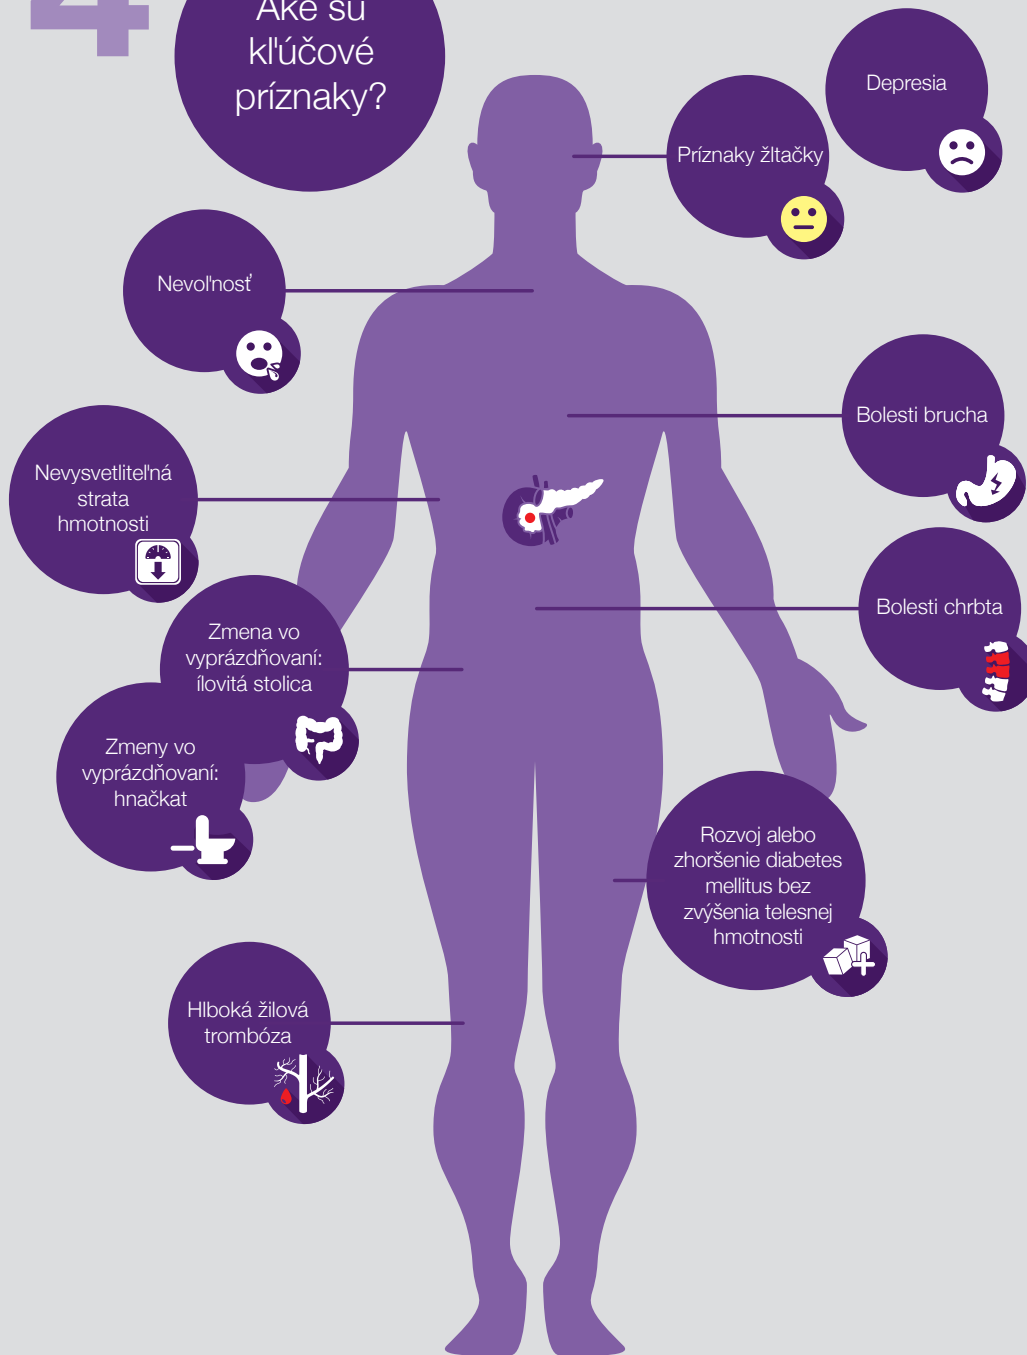 4
Aké sú
kľúčové
príznaky?
Depresia
Príznaky žltačky
Nevoľnosť
Bolesti brucha
Nevysvetliteľná
strata
hmotnosti
Bolesti chrbta
Zmena vo
vyprázdňovaní:
ílovitá stolica
Zmeny vo
vyprázdňovaní:
hnačkat
Rozvoj alebo
zhoršenie diabetes
mellitus bez
zvýšenia telesnej
hmotnosti
Hlboká žilová
trombóza